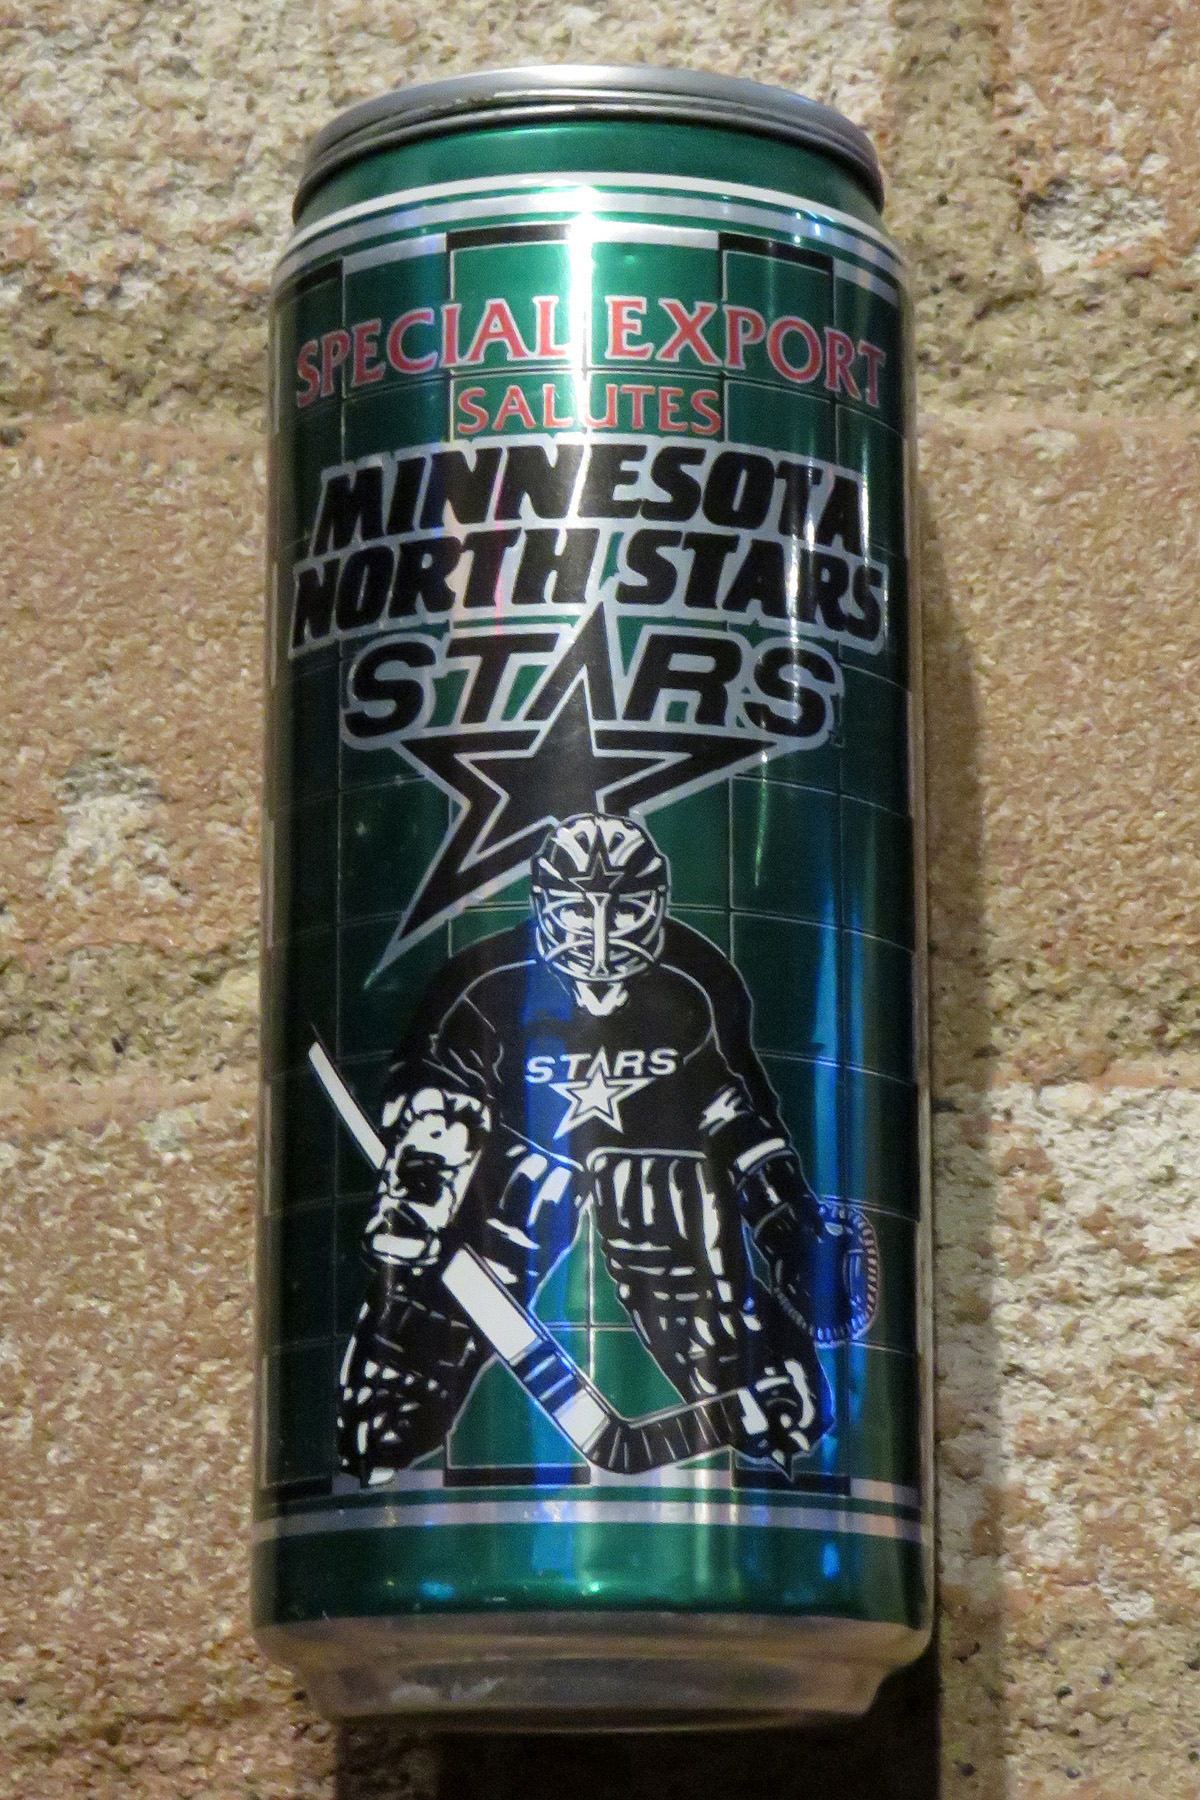 SPECIAL EXPORT
SALUTES
MINNESOTA
NORTH STARS
STARS
STARS